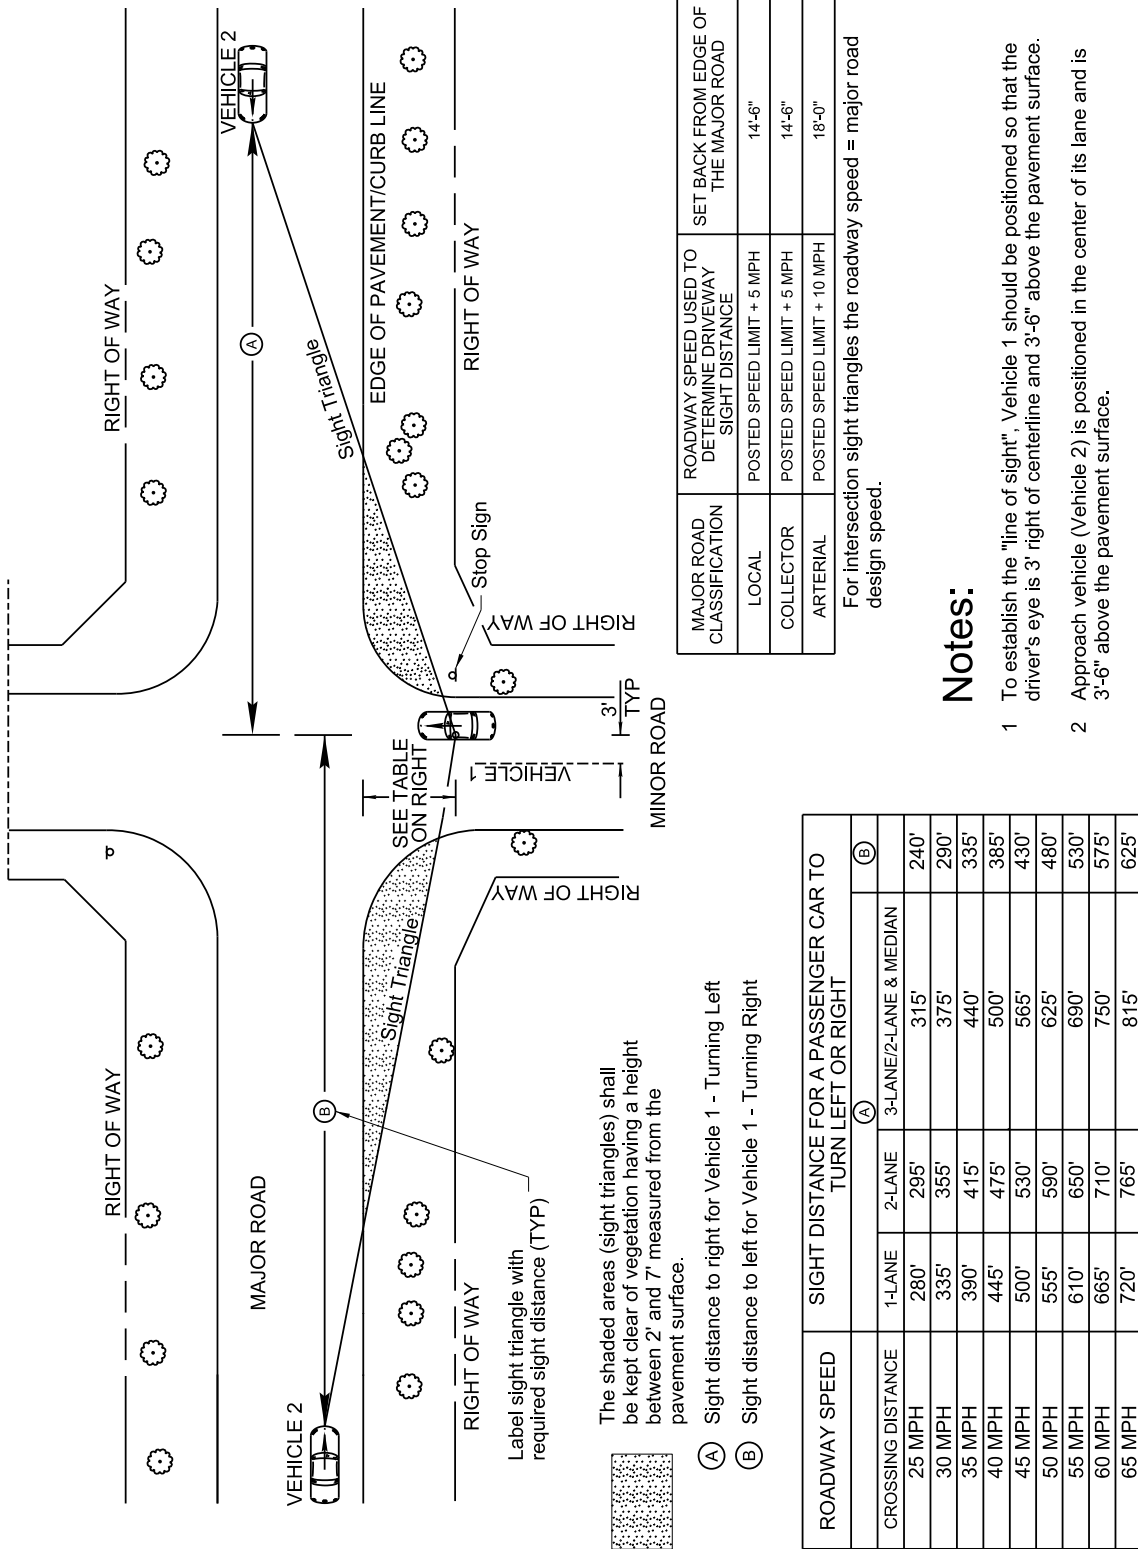 RIGHT OF WAY
RIGHT OF WAY
MAJOR ROAD
VEHICLE 2
VEHICLE 2
A
B
Sight Triangle
Sight Triangle
EDGE OF PAVEMENT/CURB LINE
RIGHT OF WAY
RIGHT OF WAY
RIGHT OF WAY
RIGHT OF WAY
Stop Sign
SEE TABLE
ON RIGHT
VEHICLE 1
3'
TYP
MINOR ROAD
Label sight triangle with
required sight distance (TYP)
The shaded areas (sight triangles) shall
be kept clear of vegetation having a height
between 2' and 7' measured from the
pavement surface.
A Sight distance to right for Vehicle 1 - Turning Left
B Sight distance to left for Vehicle 1 - Turning Right
ROADWAY SPEED
SIGHT DISTANCE FOR A PASSENGER CAR TO
TURN LEFT OR RIGHT
A B
CROSSING DISTANCE 1-LANE 2-LANE 3-LANE/2-LANE & MEDIAN
25 MPH 280' 295' 315' 240'
30 MPH 335' 355' 375' 290'
35 MPH 390' 415' 440' 335'
40 MPH 445' 475' 500' 385'
45 MPH 500' 530' 565' 430'
50 MPH 555' 590' 625' 480'
55 MPH 610' 650' 690' 530'
60 MPH 665' 710' 750' 575'
65 MPH 720' 765' 815' 625'
MAJOR ROAD
CLASSIFICATION
ROADWAY SPEED USED TO
DETERMINE DRIVEWAY
SIGHT DISTANCE
SET BACK FROM EDGE OF
THE MAJOR ROAD
LOCAL POSTED SPEED LIMIT + 5 MPH 14'-6"
COLLECTOR POSTED SPEED LIMIT + 5 MPH 14'-6"
ARTERIAL POSTED SPEED LIMIT + 10 MPH 18'-0"
For intersection sight triangles the roadway speed = major road
design speed.
Notes:
1 To establish the "line of sight", Vehicle 1 should be positioned so that the
driver's eye is 3' right of centerline and 3'-6" above the pavement surface.
2 Approach vehicle (Vehicle 2) is positioned in the center of its lane and is
3'-6" above the pavement surface.